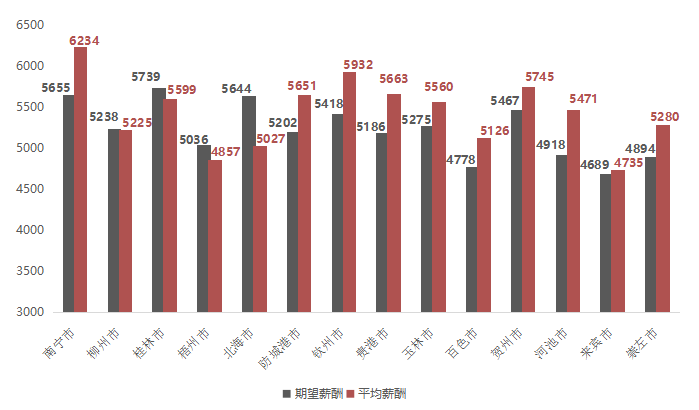 6500
6000
5500
5000
4500
4000
3500
3000
5655 6234
5238 5225
5739 5599
5036 4857
5644 5027
5202 5651
5418 5932
5186 5663
5275 5560
4778 5126
5467 5745
4918 5471
4689 4735
4894 5280
南宁市
柳州市
桂林市
梧州市
北海市
防城港市
钦州市
贵港市
玉林市
百色市
贺州市
河池市
来宾市
崇左市
期望薪酬 平均薪酬